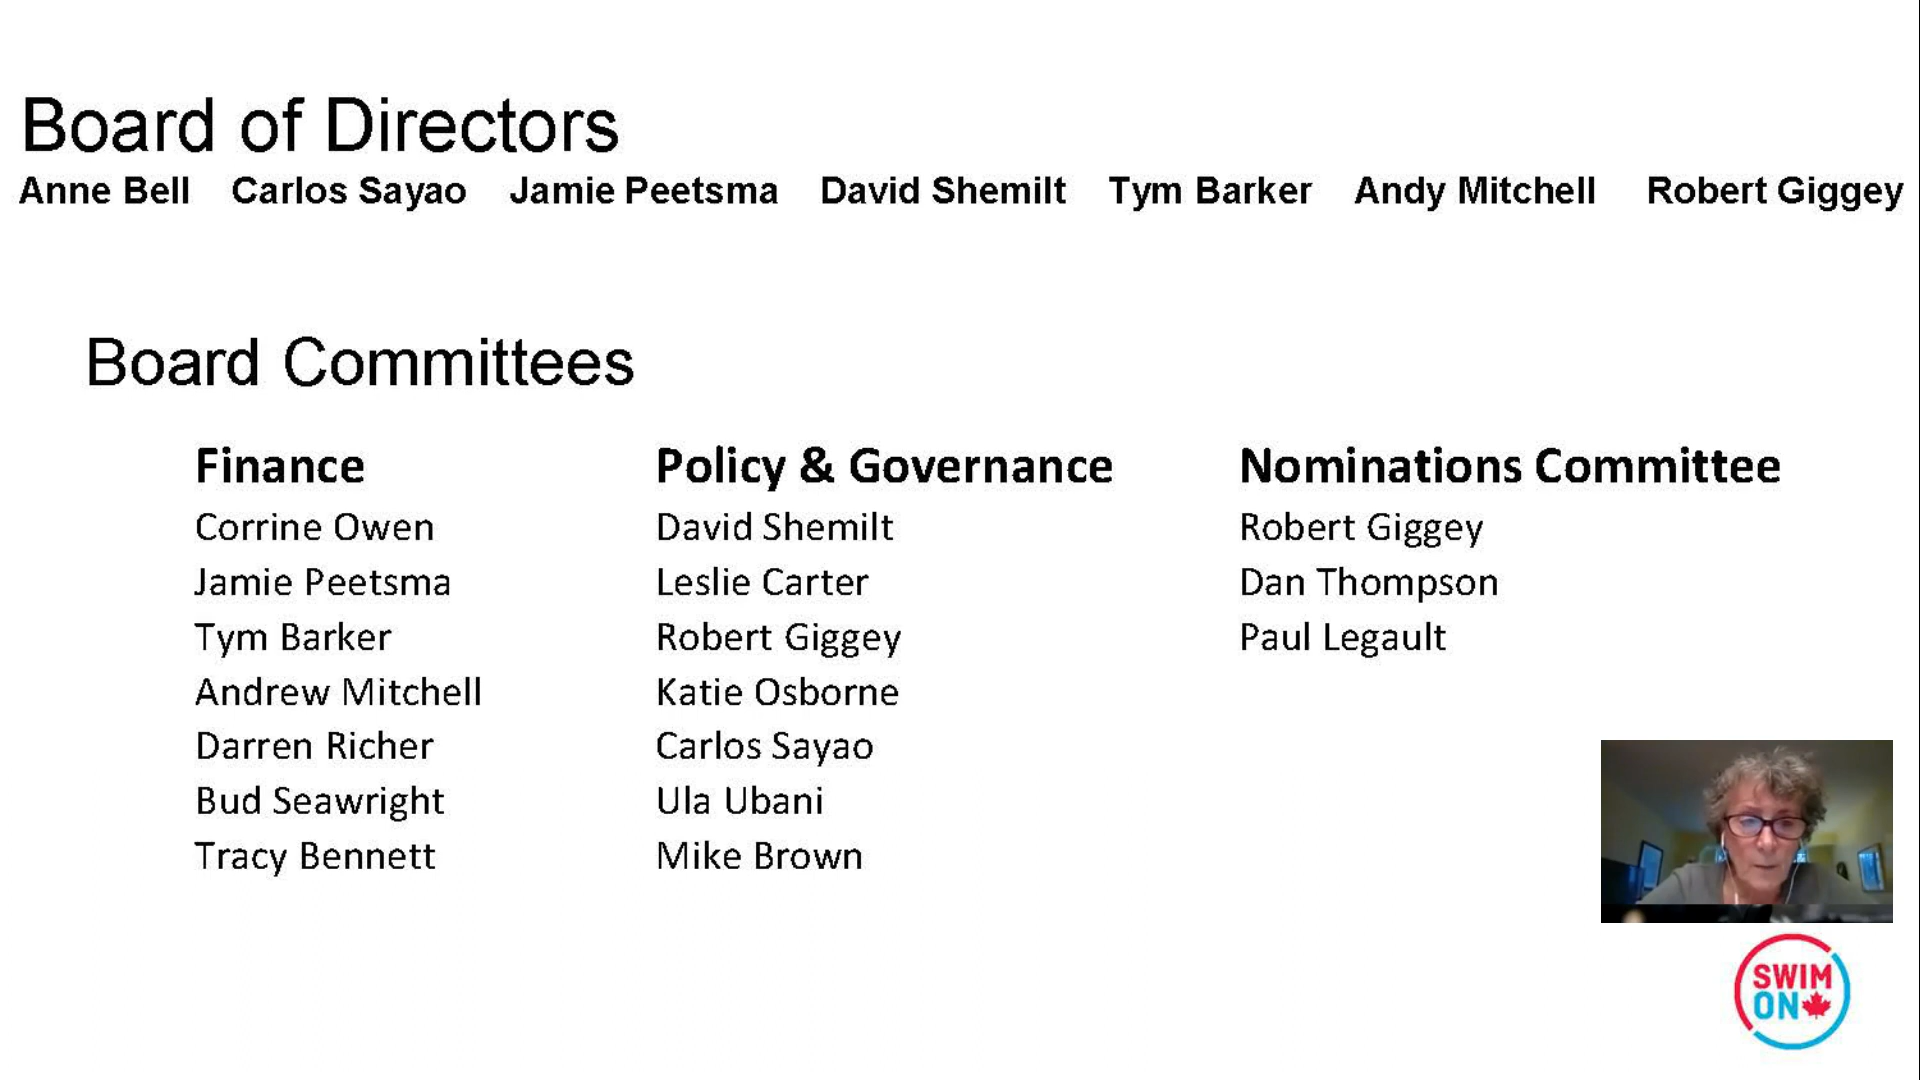 Board of Directors
Anne Bell Carlos Sayao Jamie Peetsma David Shemilt Tym Barker Andy Mitchell Robert Giggey
Board Committees
Finance
Corrine Owen
Jamie Peetsma
Tym Barker
Andrew Mitchell
Darren Richer
Bud Seawright
Tracy Bennett
Policy & Governance
David Shemilt
Leslie Carter
Robert Giggey
Katie Osborne
Carlos Sayao
Ula Ubani
Mike Brown
Nominations Committee
Robert Giggey
Dan Thompson
Paul Legault
SWIM
ON